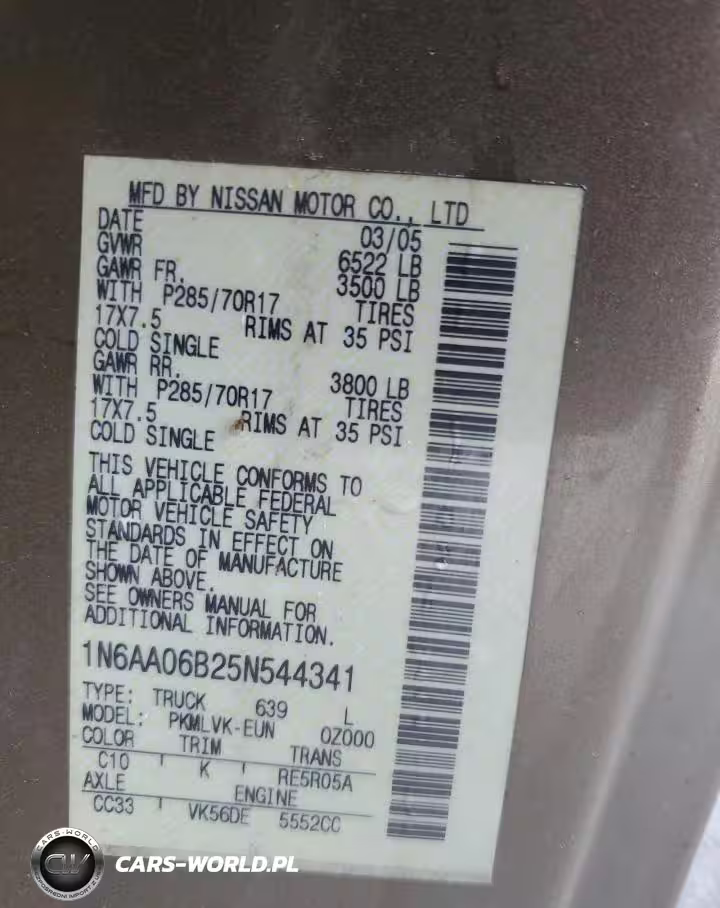 MFD BY NISSAN MOTOR CO., LTD
DATE 03/05
GVWR 6522 LB
GAWR FR. 3500 LB
WITH P285/70R17 TIRES
17X7.5 RIMS AT 35 PSI
COLD SINGLE
GAWR RR. 3800 LB
WITH P285/70R17 TIRES
17X7.5 RIMS AT 35 PSI
COLD SINGLE
THIS VEHICLE CONFORMS TO
ALL APPLICABLE FEDERAL
MOTOR VEHICLE SAFETY
STANDARDS IN EFFECT ON
THE DATE OF MANUFACTURE
SHOWN ABOVE.
SEE OWNERS MANUAL FOR
ADDITIONAL INFORMATION.
1N6AA06B25N544341
TYPE: TRUCK 639 L
MODEL: PKMLVK-EUN 0Z000
COLOR TRIM TRANS
C10 K RE5R05A
AXLE ENGINE
CC33 VK56DE 5552CC
CARS-WORLD
CW
CARS-WORLD.PL